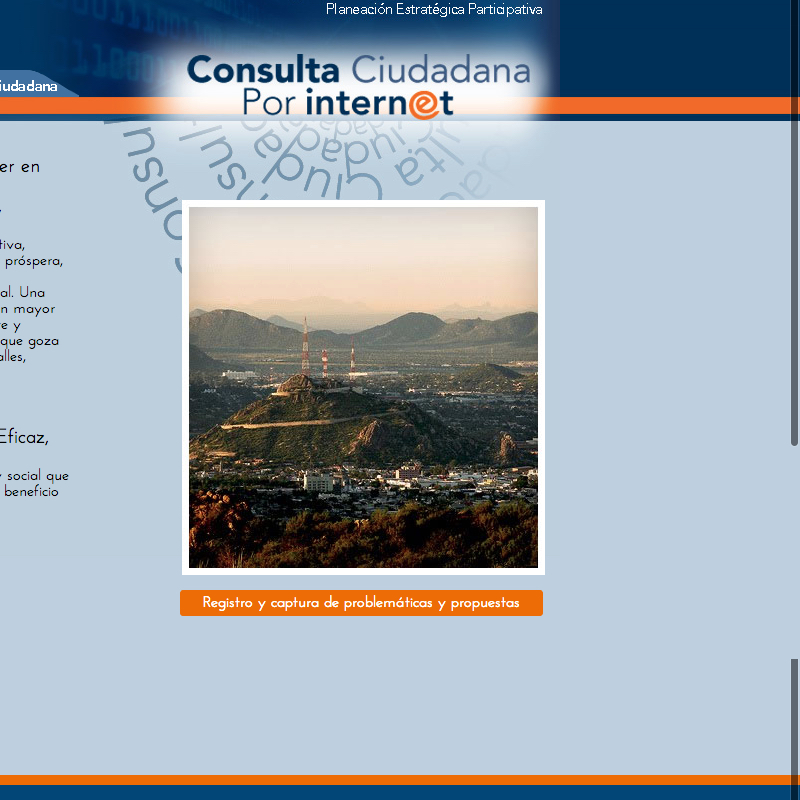 Planeación Estratégica Participativa
Consulta Ciudadana
Por internet
iudadana
er en
tiva,
próspera,
al. Una
n mayor
e y
que goza
alles,
Eficaz,
y social que
beneficio
Registro y captura de problemáticas y propuestas